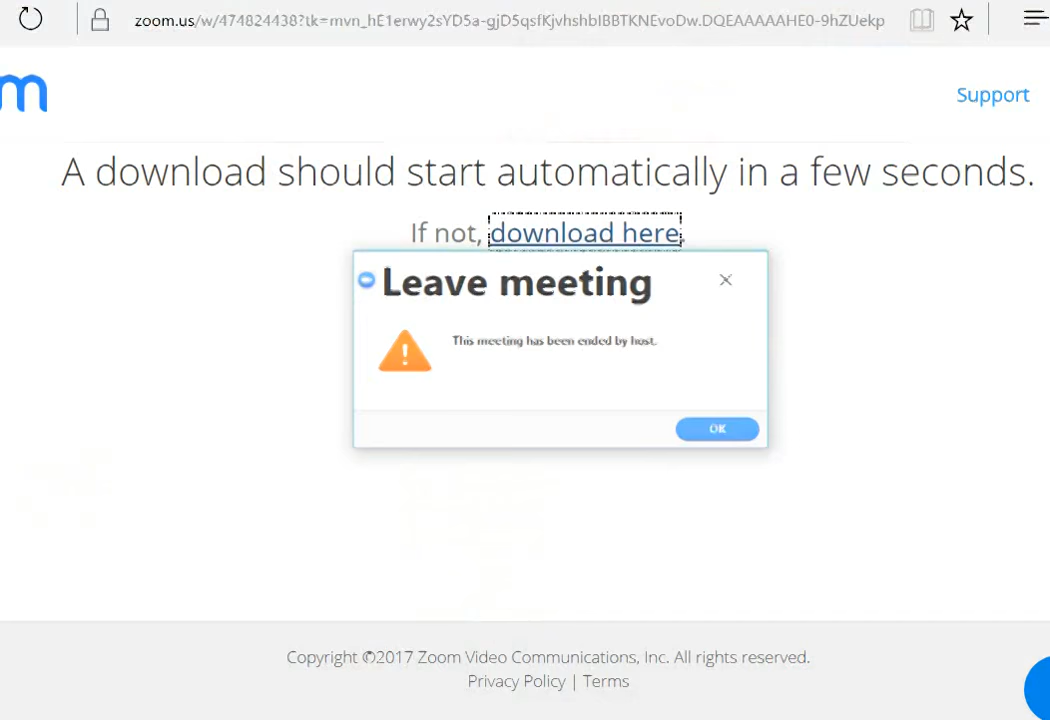 zoom.us/w/474824438?tk=mvn_hE1erwy2sYD5a-gjD5qsfKjvhshbIBBTKNEvoDw.DQEAAAAAHE0-9hZUekp
m
Support
A download should start automatically in a few seconds.
If not, download here.
Leave meeting
This meeting has been ended by host.
OK
Copyright ©2017 Zoom Video Communications, Inc. All rights reserved.
Privacy Policy | Terms